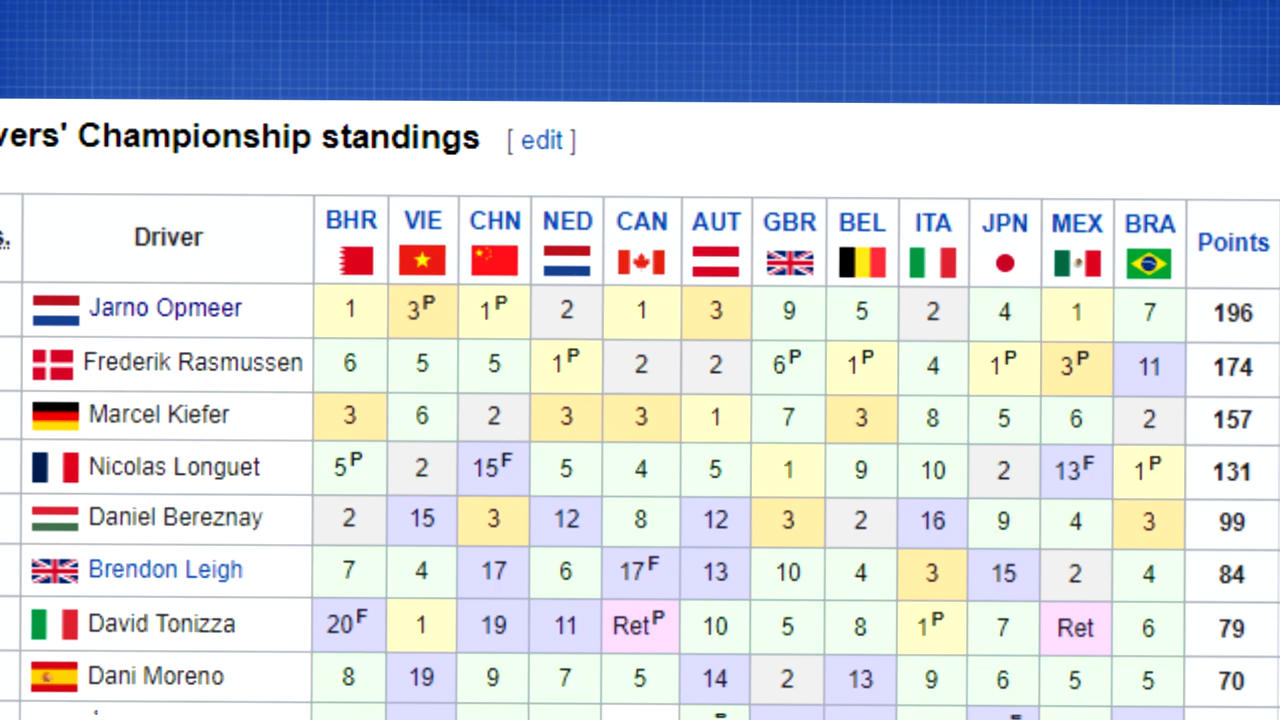 vers' Championship standings [ edit ]
s. Driver BHR VIE CHN NED CAN AUT GBR BEL ITA JPN MEX BRA Points
Jarno Opmeer 1 3P 1P 2 1 3 9 5 2 4 1 7 196
Frederik Rasmussen 6 5 5 1P 2 2 6P 1P 4 1P 3P 11 174
Marcel Kiefer 3 6 2 3 3 1 7 3 8 5 6 2 157
Nicolas Longuet 5P 2 15F 5 4 5 1 9 10 2 13F 1P 131
Daniel Bereznay 2 15 3 12 8 12 3 2 16 9 4 3 99
Brendon Leigh 7 4 17 6 17F 13 10 4 3 15 2 4 84
David Tonizza 20F 1 19 11 RetP 10 5 8 1P 7 Ret 6 79
Dani Moreno 8 19 9 7 5 14 2 13 9 6 5 5 70